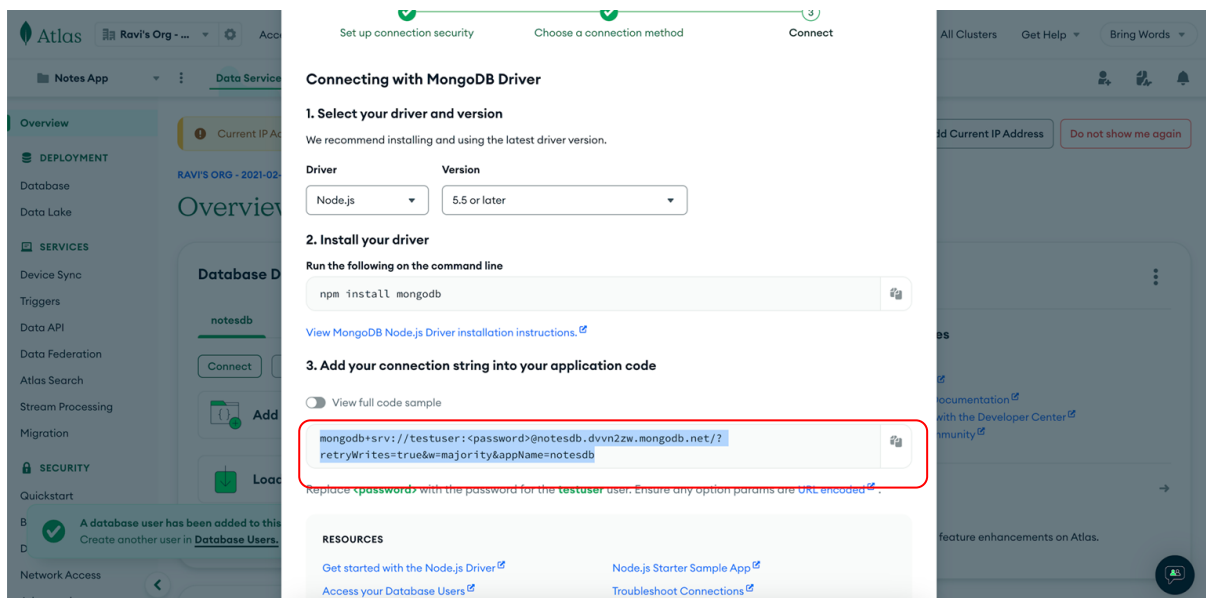 Atlas
Ravi's Org - ...
Acc
All Clusters
Get Help
Bring Words
Notes App
Data Service
Overview
DEPLOYMENT
Database
Data Lake
SERVICES
Device Sync
Triggers
Data API
Data Federation
Atlas Search
Stream Processing
Migration
SECURITY
Quickstart
B
D
Network Access
Current IP Ad
dd Current IP Address
Do not show me again
RAVI'S ORG - 2021-02-
Overview
Database D
notesdb
Connect
Add
Load
es
ocumentation
with the Developer Center
mmunity
feature enhancements on Atlas.
A database user has been added to this
Create another user in Database Users.
3
Set up connection security
Choose a connection method
Connect
Connecting with MongoDB Driver
1. Select your driver and version
We recommend installing and using the latest driver version.
Driver
Version
Node.js
5.5 or later
2. Install your driver
Run the following on the command line
npm install mongodb
View MongoDB Node.js Driver installation instructions.
3. Add your connection string into your application code
View full code sample
mongodb+srv://testuser:<password>@notesdb.dvvn2zw.mongodb.net/?
retryWrites=true&w=majority&appName=notesdb
Replace <password> with the password for the testuser user. Ensure any option params are URL encoded .
RESOURCES
Get started with the Node.js Driver
Node.js Starter Sample App
Access your Database Users
Troubleshoot Connections